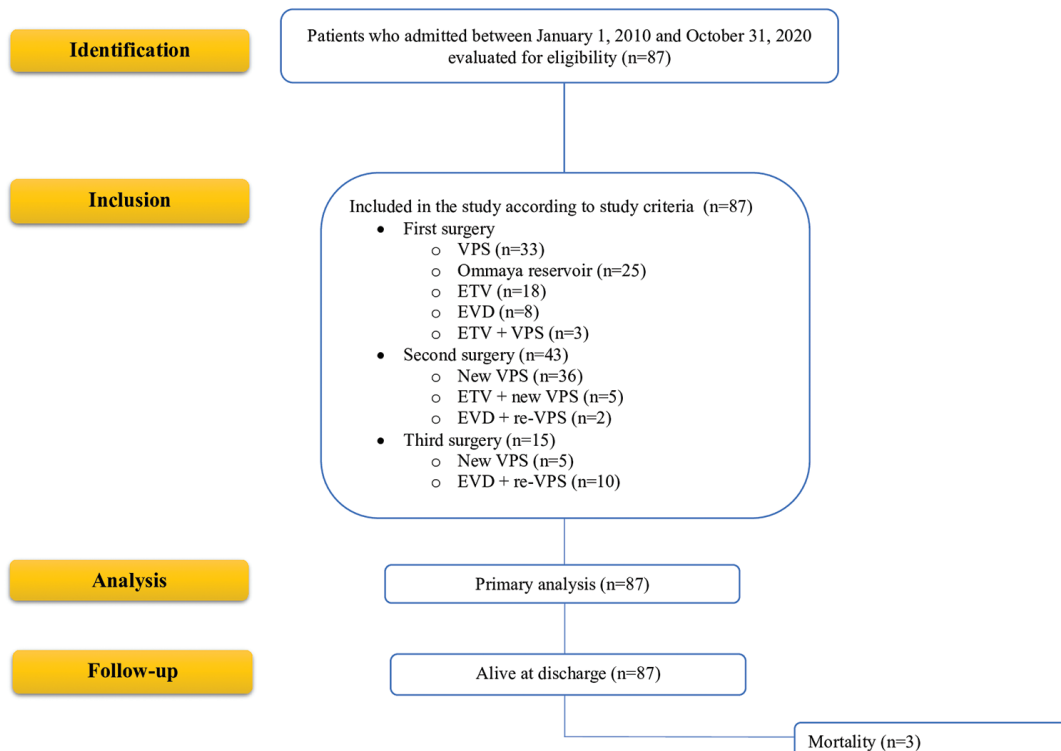 Identification
Patients who admitted between January 1, 2010 and October 31, 2020
evaluated for eligibility (n=87)
Inclusion
Included in the study according to study criteria (n=87)
• First surgery
o VPS (n=33)
o Ommaya reservoir (n=25)
o ETV (n=18)
o EVD (n=8)
o ETV + VPS (n=3)
• Second surgery (n=43)
o New VPS (n=36)
o ETV + new VPS (n=5)
o EVD + re-VPS (n=2)
• Third surgery (n=15)
o New VPS (n=5)
o EVD + re-VPS (n=10)
Analysis
Primary analysis (n=87)
Follow-up
Alive at discharge (n=87)
Mortality (n=3)